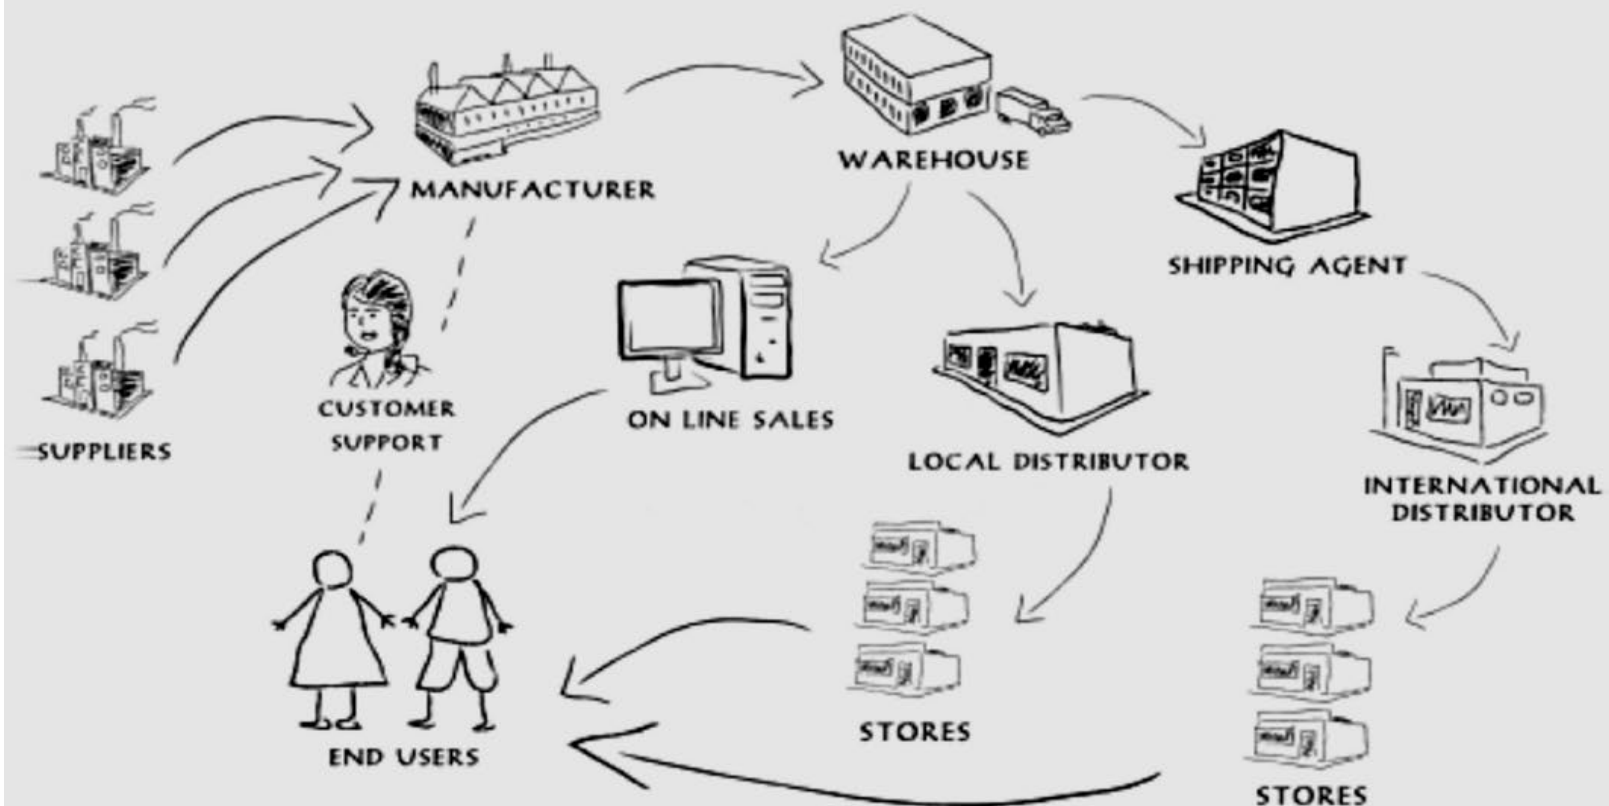 WAREHOUSE
MANUFACTURER
SHIPPING AGENT
CUSTOMER
SUPPORT
ON LINE SALES
SUPPLIERS
LOCAL DISTRIBUTOR
INTERNATIONAL
DISTRIBUTOR
STORES
END USERS
STORES